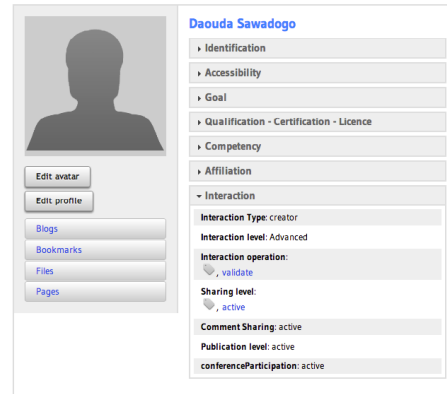 Daouda Sawadogo
Identification
Accessibility
Goal
Qualification - Certification - Licence
Competency
Affiliation
Interaction
Interaction Type: creator
Interaction level: Advanced
Interaction operation:
, validate
Sharing level:
, active
Comment Sharing: active
Publication level: active
conferenceParticipation: active
Edit avatar
Edit profile
Blogs
Bookmarks
Files
Pages